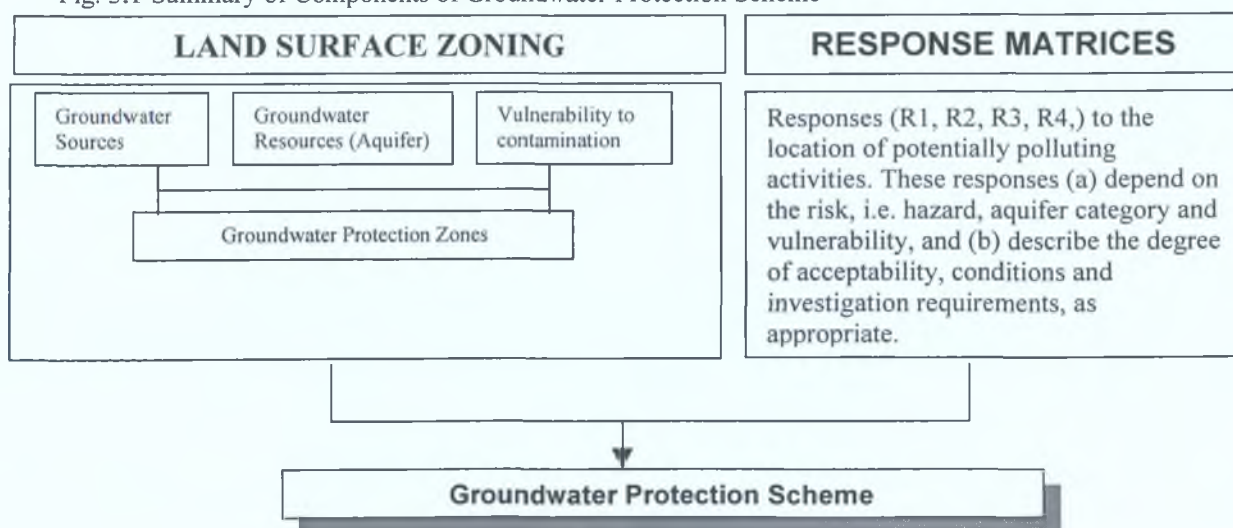 Fig. 3.1 Summary of Components of Groundwater Protection Scheme
LAND SURFACE ZONING
RESPONSE MATRICES
Groundwater
Sources
Groundwater
Resources (Aquifer)
Vulnerability to
contamination
Groundwater Protection Zones
Responses (R1, R2, R3, R4,) to the
location of potentially polluting
activities. These responses (a) depend on
the risk, i.e. hazard, aquifer category and
vulnerability, and (b) describe the degree
of acceptability, conditions and
investigation requirements, as
appropriate.
Groundwater Protection Scheme